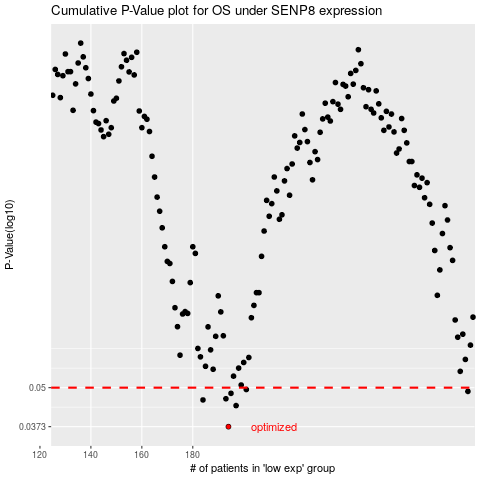 Cumulative P-Value plot for OS under SENP8 expression
P-Value(log10)
0.05
0.0373
optimized
120 140 160 180
# of patients in 'low exp' group